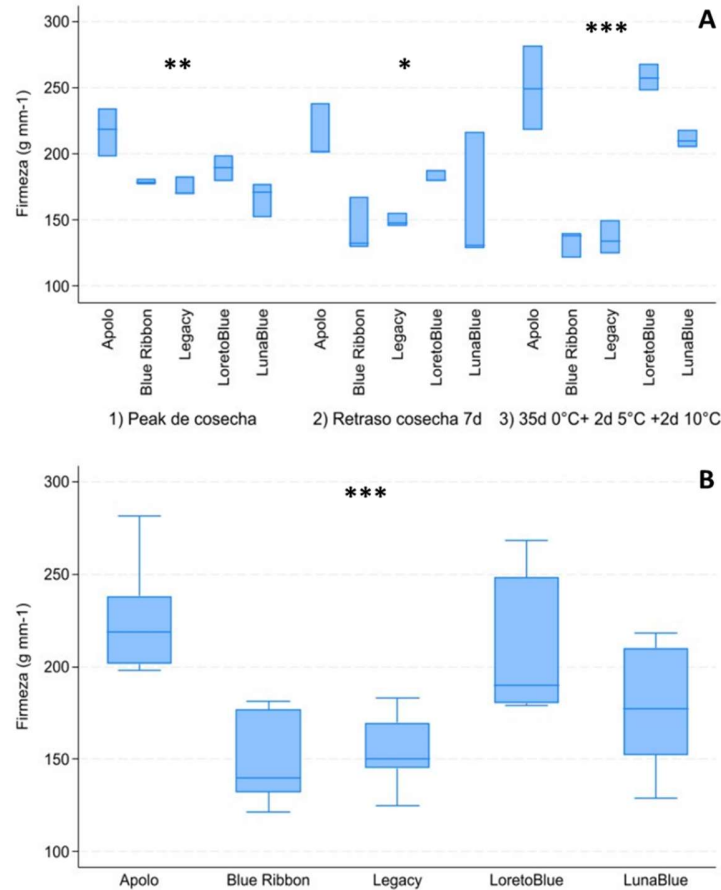 A
300
** * ***
250
200
150
100
Firmeza (g mm-1)
Apolo
Blue Ribbon
Legacy
LoretoBlue
LunaBlue
Apolo
Blue Ribbon
Legacy
LoretoBlue
LunaBlue
Apolo
Blue Ribbon
Legacy
LoretoBlue
LunaBlue
1) Peak de cosecha 2) Retraso cosecha 7d 3) 35d 0°C+ 2d 5°C +2d 10°C
B
300
***
250
200
150
100
Firmeza (g mm-1)
Apolo Blue Ribbon Legacy LoretoBlue LunaBlue